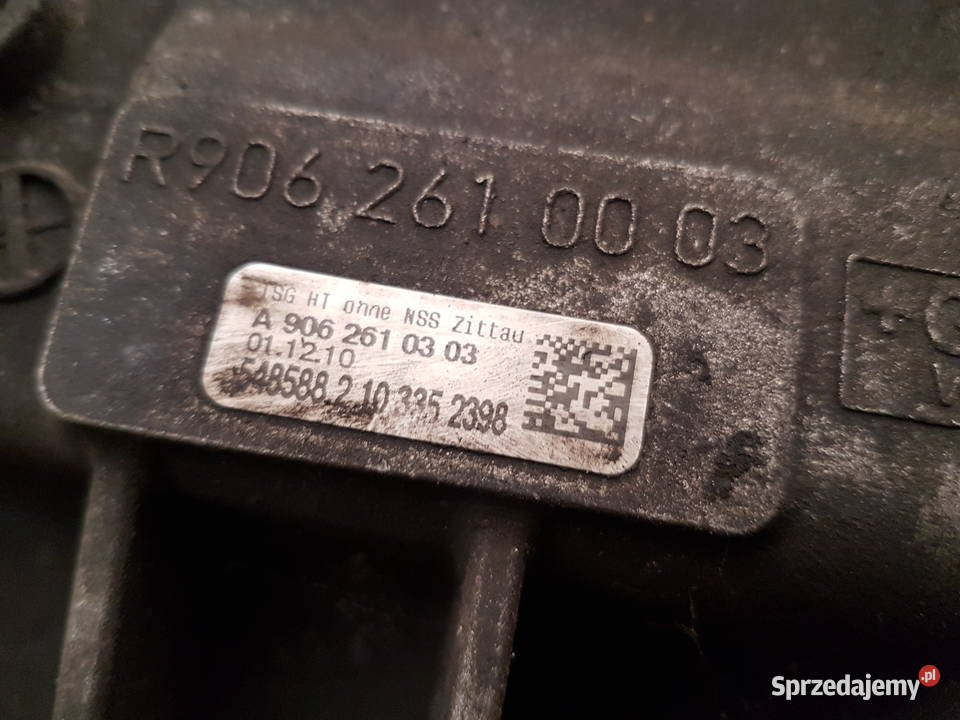 R906 261 00 03
TSG HT ohne NSS Zittau
A 906 261 03 03
01.12.10
548588.2 10 335 2398
Sprzedajemy.pl